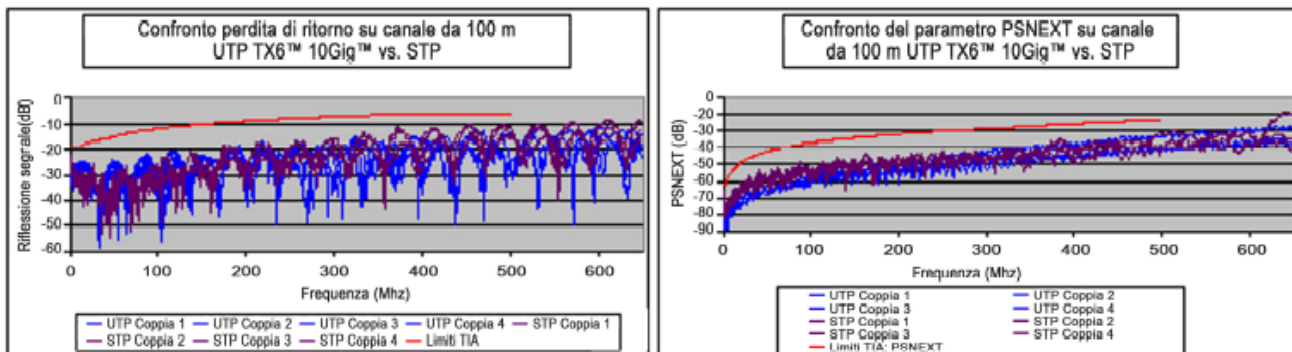 Confronto perdita di ritorno su canale da 100 m
UTP TX6™ 10Gig™ vs. STP
Riflessione segnale(dB)
0
-10
-20
-30
-40
-50
-60
0 100 200 300 400 500 600
Frequenza (Mhz)
UTP Coppia 1 UTP Coppia 2 UTP Coppia 3 UTP Coppia 4 STP Coppia 1
STP Coppia 2 STP Coppia 3 STP Coppia 4 Limiti TIA
Confronto del parametro PSNEXT su canale
da 100 m UTP TX6™ 10Gig™ vs. STP
PSNEXT (dB)
0
-10
-20
-30
-40
-50
-60
-70
-80
-90
0 100 200 300 400 500 600
Frequenza (Mhz)
UTP Coppia 1 UTP Coppia 2
UTP Coppia 3 UTP Coppia 4
STP Coppia 1 STP Coppia 2
STP Coppia 3 STP Coppia 4
Limiti TIA: PSNEXT